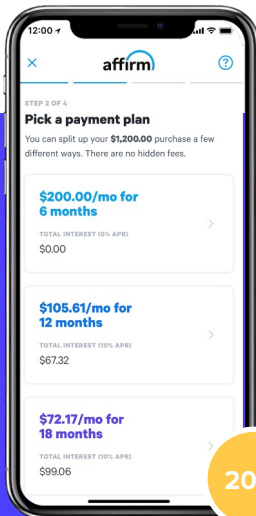 12:00
affirm
?
STEP 2 OF 4
Pick a payment plan
You can split up your $1,200.00 purchase a few
different ways. There are no hidden fees.
$200.00/mo for
6 months
TOTAL INTEREST (0% APR)
$0.00
$105.61/mo for
12 months
TOTAL INTEREST (10% APR)
$67.32
$72.17/mo for
18 months
TOTAL INTEREST (10% APR)
$99.06
20